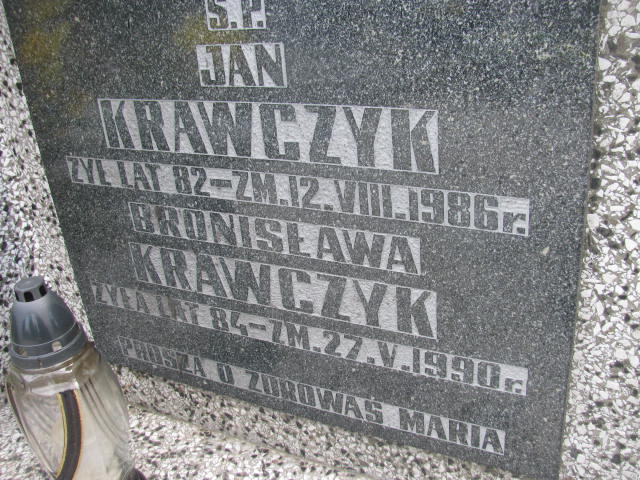 Ś.P.
JAN
KRAWCZYK
ŻYŁ LAT 82 – ZM. 12. VIII. 1986 r.
BRONISŁAWA
KRAWCZYK
ŻYŁA LAT 84 – ZM. 27. V. 1990 r.
PROSZĄ O ZDROWAŚ MARIA